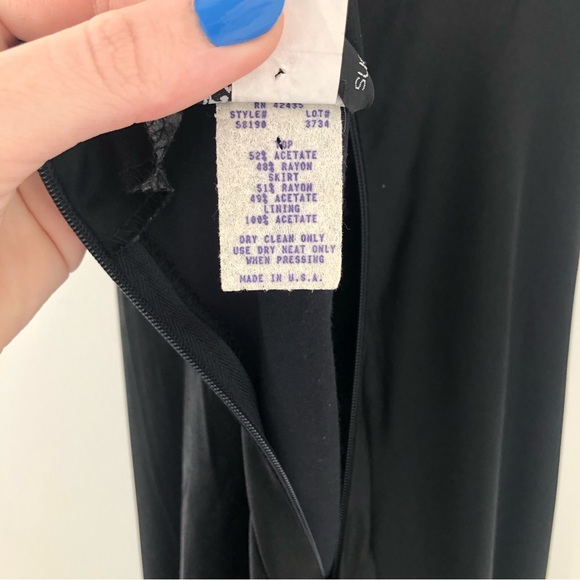 RN 42435
STYLE# LOT#
58190 3734
TOP
52% ACETATE
48% RAYON
SKIRT
51% RAYON
49% ACETATE
LINING
100% ACETATE
DRY CLEAN ONLY
USE DRY HEAT ONLY
WHEN PRESSING
MADE IN U.S.A.